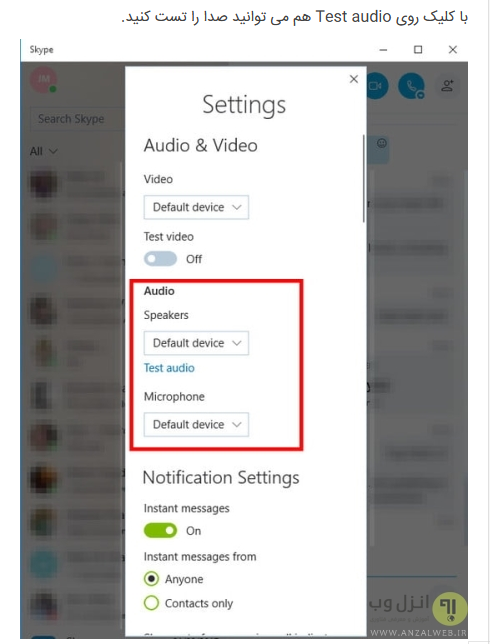 با کلیک روی Test audio هم می توانید صدا را تست کنید.
Skype
Settings
Search Skype
All
Audio & Video
Video
Default device
Test video
Off
Audio
Speakers
Default device
Test audio
Microphone
Default device
Notification Settings
Instant messages
On
Instant messages from
Anyone
Contacts only
انزل وب
WWW.ANZALWEB.IR